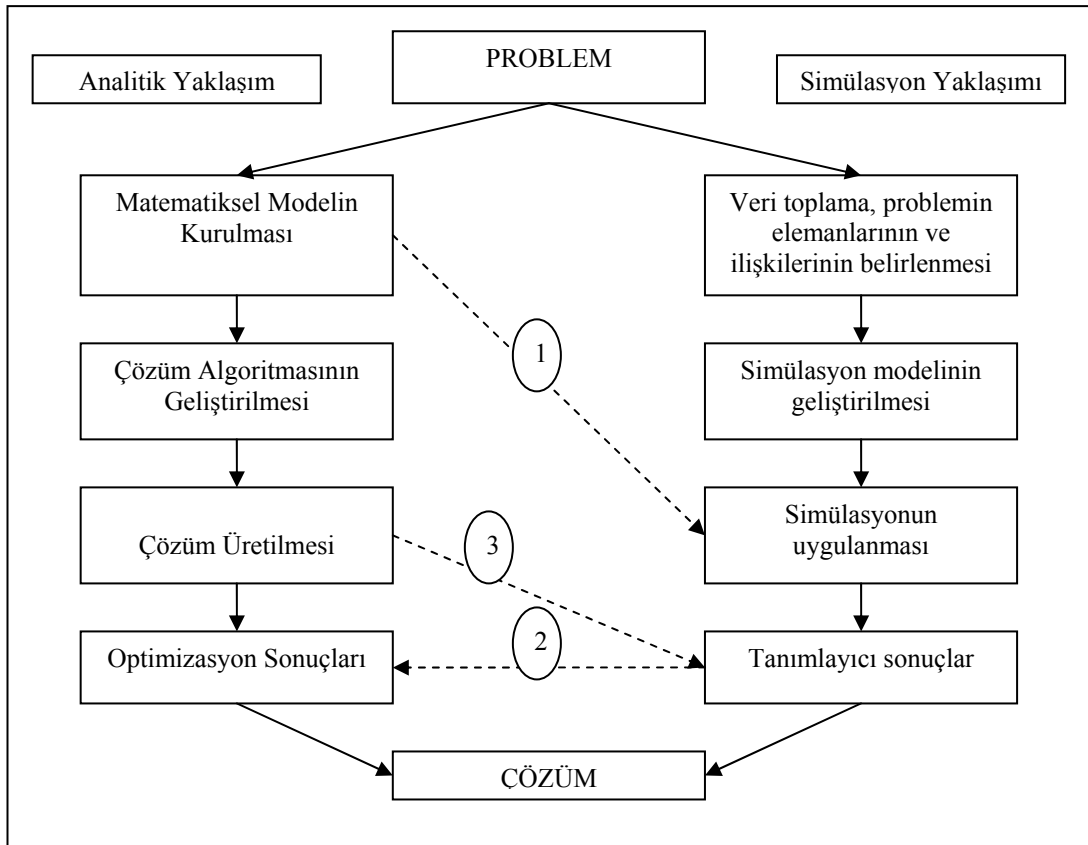 PROBLEM
Analitik Yaklaşım
Simülasyon Yaklaşımı
Matematiksel Modelin
Kurulması
Veri toplama, problemin
elemanlarının ve
ilişkilerinin belirlenmesi
1
Çözüm Algoritmasının
Geliştirilmesi
Simülasyon modelinin
geliştirilmesi
Çözüm Üretilmesi
3
Simülasyonun
uygulanması
Optimizasyon Sonuçları
2
Tanımlayıcı sonuçlar
ÇÖZÜM